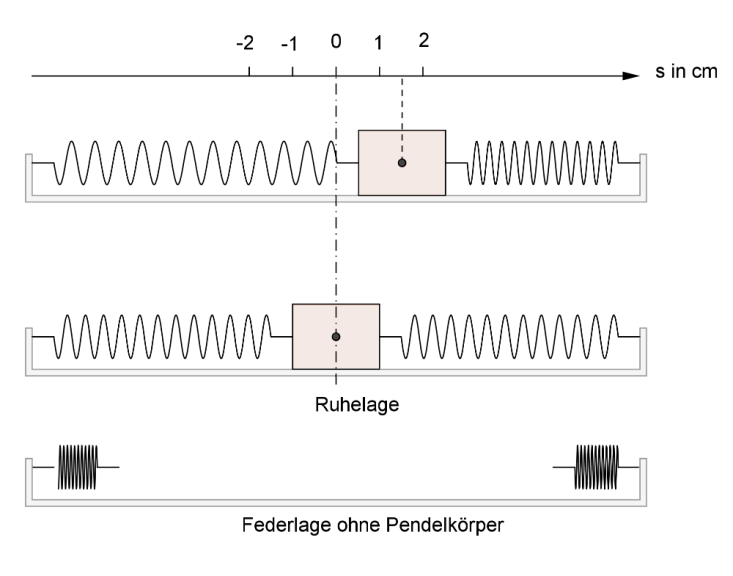 -2 -1 0 1 2
s in cm
Ruhelage
Federlage ohne Pendelkörper